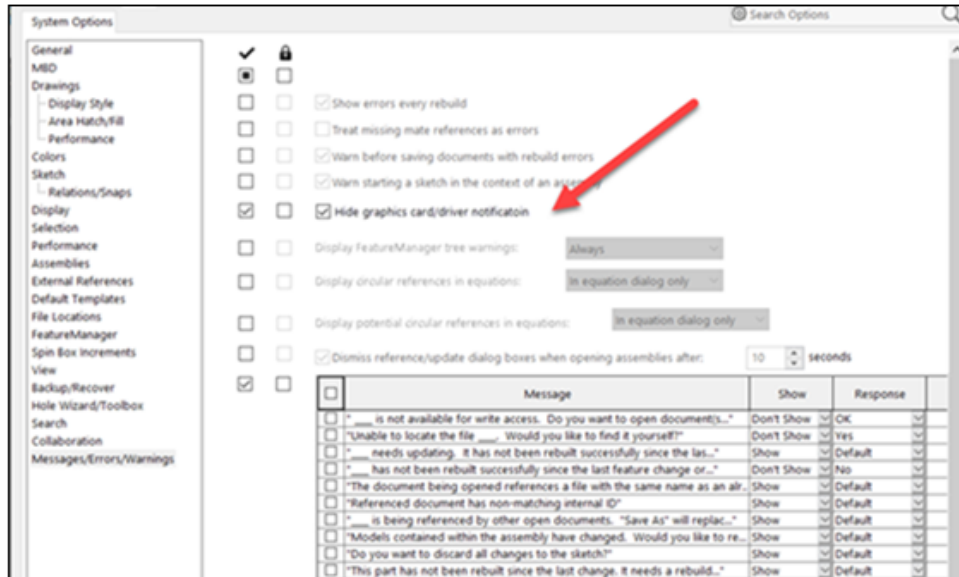 System Options
Search Options
General
MBD
Drawings
Display Style
Area Hatch/Fill
Performance
Colors
Sketch
Relations/Snaps
Display
Selection
Performance
Assemblies
External References
Default Templates
File Locations
FeatureManager
Spin Box Increments
View
Backup/Recover
Hole Wizard/Toolbox
Search
Collaboration
Messages/Errors/Warnings
Show errors every rebuild
Treat missing mate references as errors
Warn before saving documents with rebuild errors
Warn starting a sketch in the context of an assembly
Hide graphics card/driver notificatoin
Display FeatureManager tree warnings: Always
Display circular references in equations: In equation dialog only
Display potential circular references in equations: In equation dialog only
Dismiss reference/update dialog boxes when opening assemblies after: 10 seconds
Message Show Response
"___ is not available for write access. Do you want to open document(s..." Don't Show OK
"Unable to locate the file ___. Would you like to find it yourself?" Don't Show Yes
"___ needs updating. It has not been rebuilt successfully since the las..." Show Default
"___ has not been rebuilt successfully since the last feature change or..." Don't Show No
"The document being opened references a file with the same name as an alr... Show Default
"Referenced document has non-matching internal ID" Show Default
"___ is being referenced by other open documents. "Save As" will replac..." Show Default
"Models contained within the assembly have changed. Would you like to re... Show Default
"Do you want to discard all changes to the sketch?" Show Default
"This part has not been rebuilt since the last change. It needs a rebuild..." Show Default